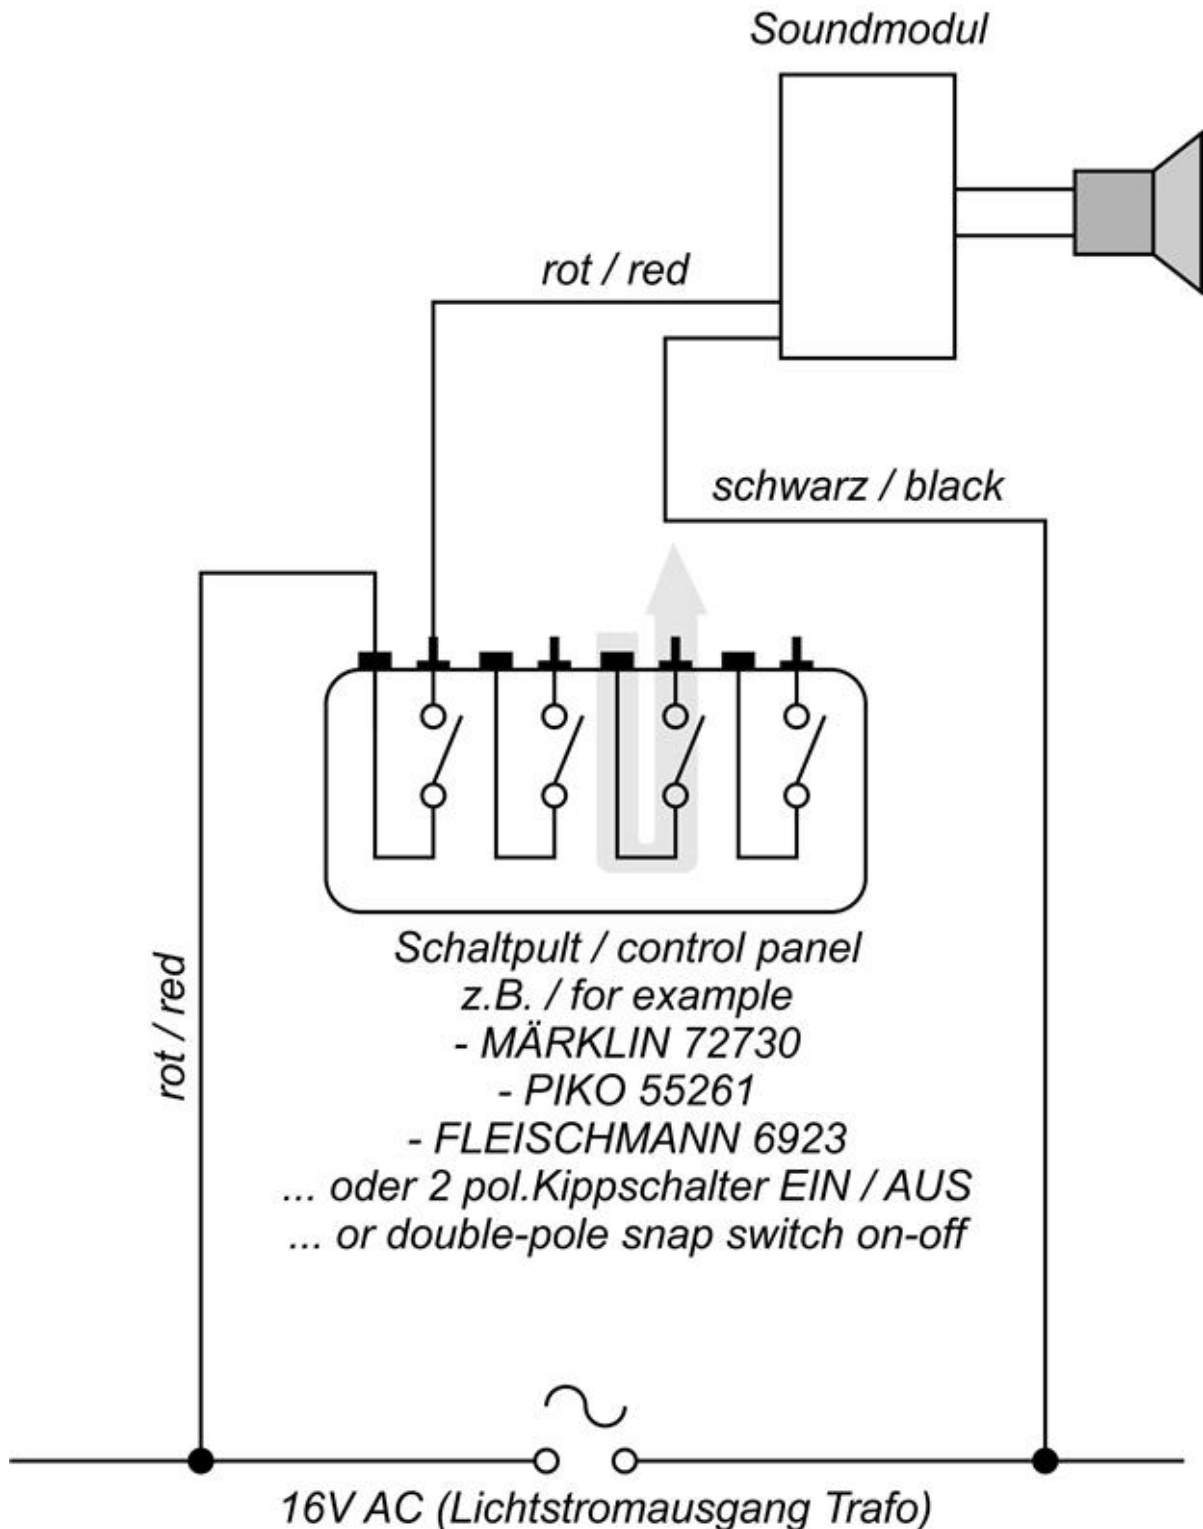 Soundmodul
rot / red
schwarz / black
Schaltpult / control panel
z.B. / for example
- MÄRKLIN 72730
- PIKO 55261
- FLEISCHMANN 6923
... oder 2 pol.Kippschalter EIN / AUS
... or double-pole snap switch on-off
rot / red
16V AC (Lichtstromausgang Trafo)